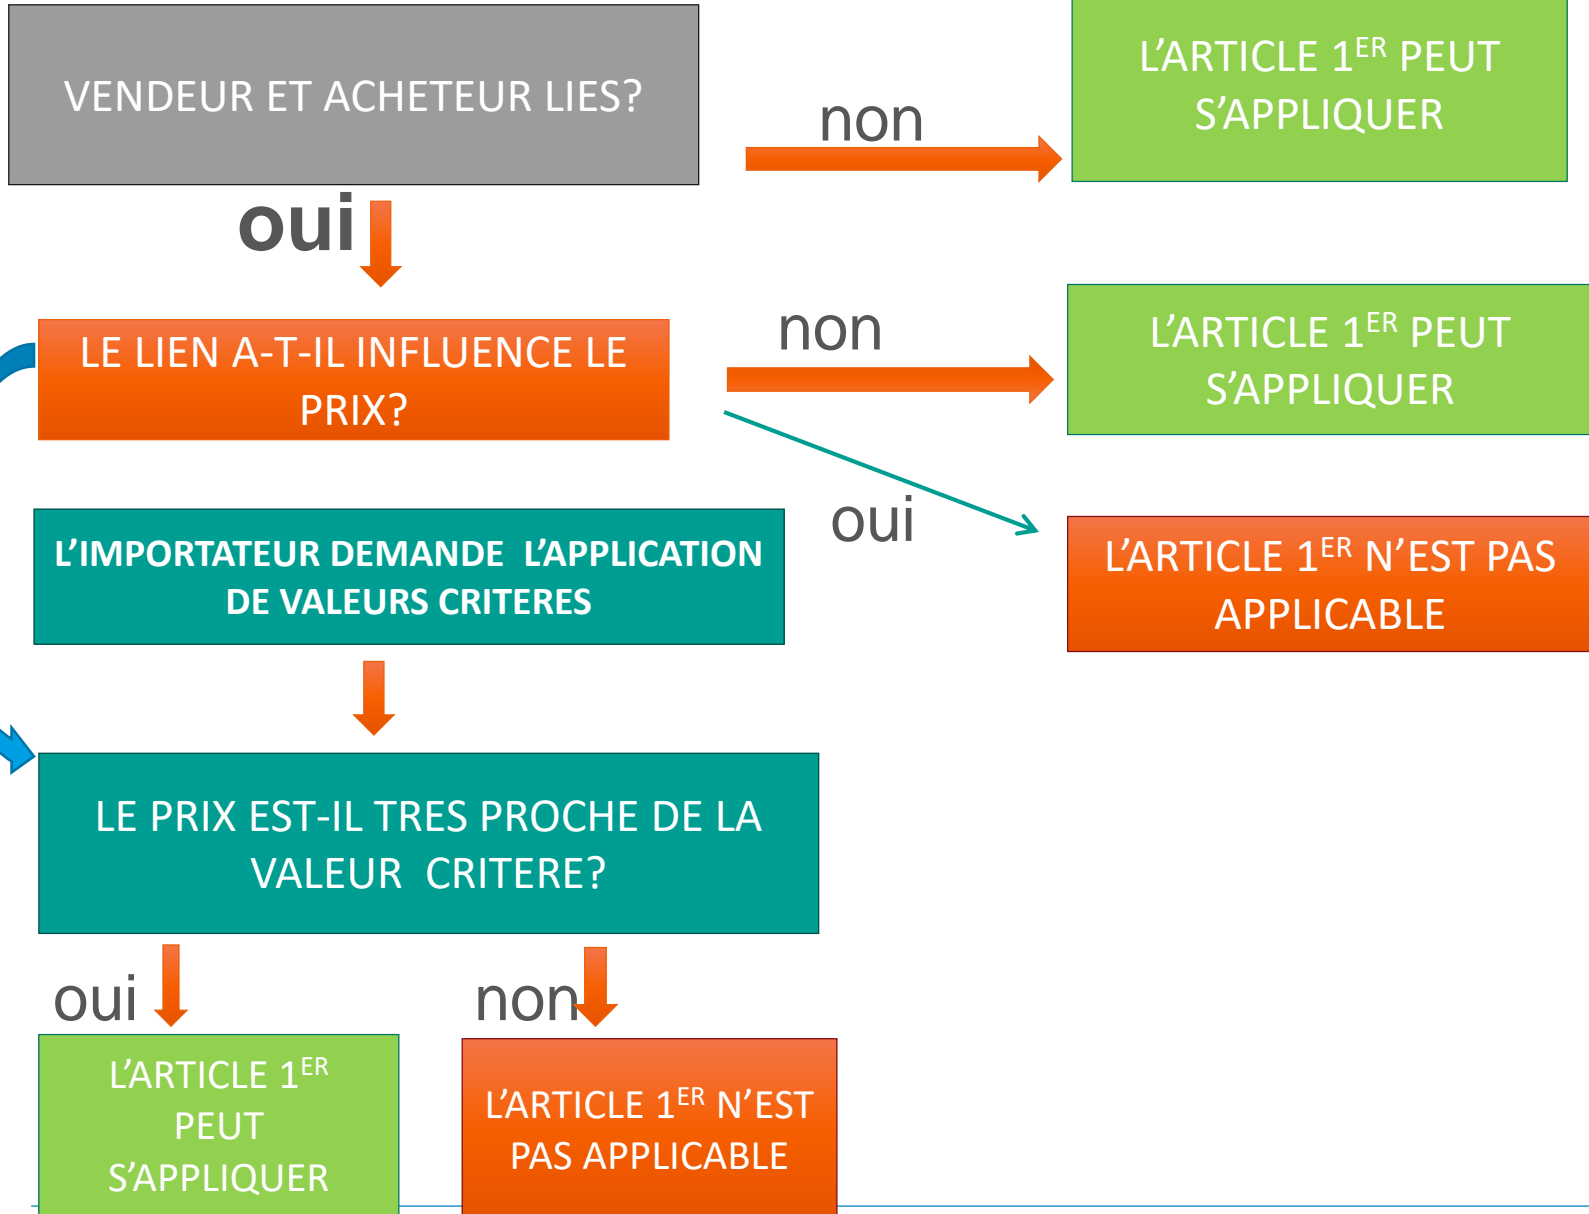 VENDEUR ET ACHETEUR LIES?
non
L’ARTICLE 1ER PEUT
S’APPLIQUER
oui
LE LIEN A-T-IL INFLUENCE LE
PRIX?
non
L’ARTICLE 1ER PEUT
S’APPLIQUER
oui
L’ARTICLE 1ER N’EST PAS
APPLICABLE
L’IMPORTATEUR DEMANDE L’APPLICATION
DE VALEURS CRITERES
LE PRIX EST-IL TRES PROCHE DE LA
VALEUR CRITERE?
oui
L’ARTICLE 1ER
PEUT
S’APPLIQUER
non
L’ARTICLE 1ER N’EST
PAS APPLICABLE